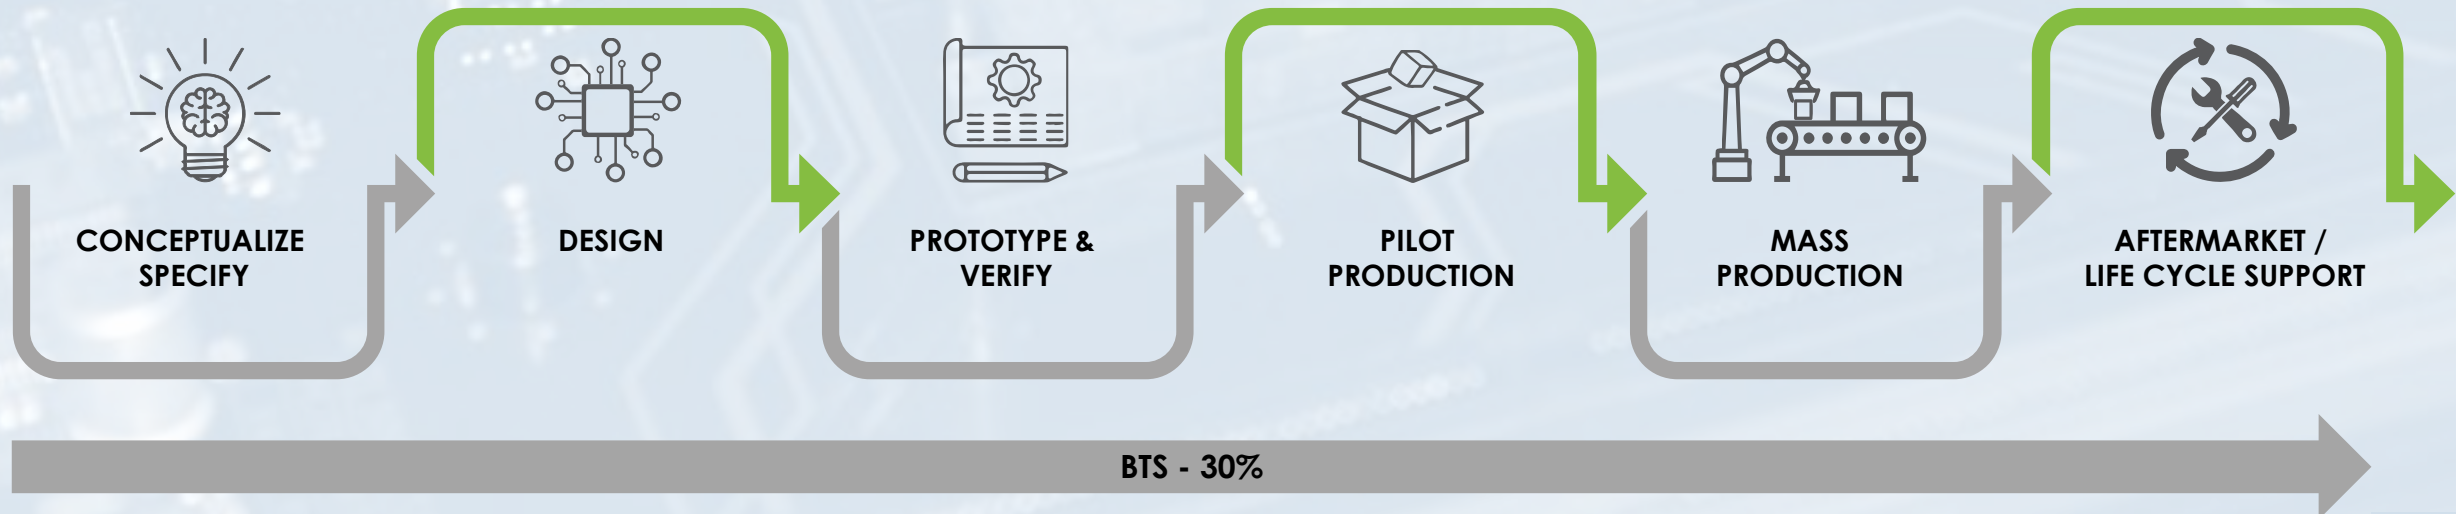 CONCEPTUALIZE
SPECIFY
DESIGN
PROTOTYPE &
VERIFY
PILOT
PRODUCTION
MASS
PRODUCTION
AFTERMARKET /
LIFE CYCLE SUPPORT
BTS - 30%